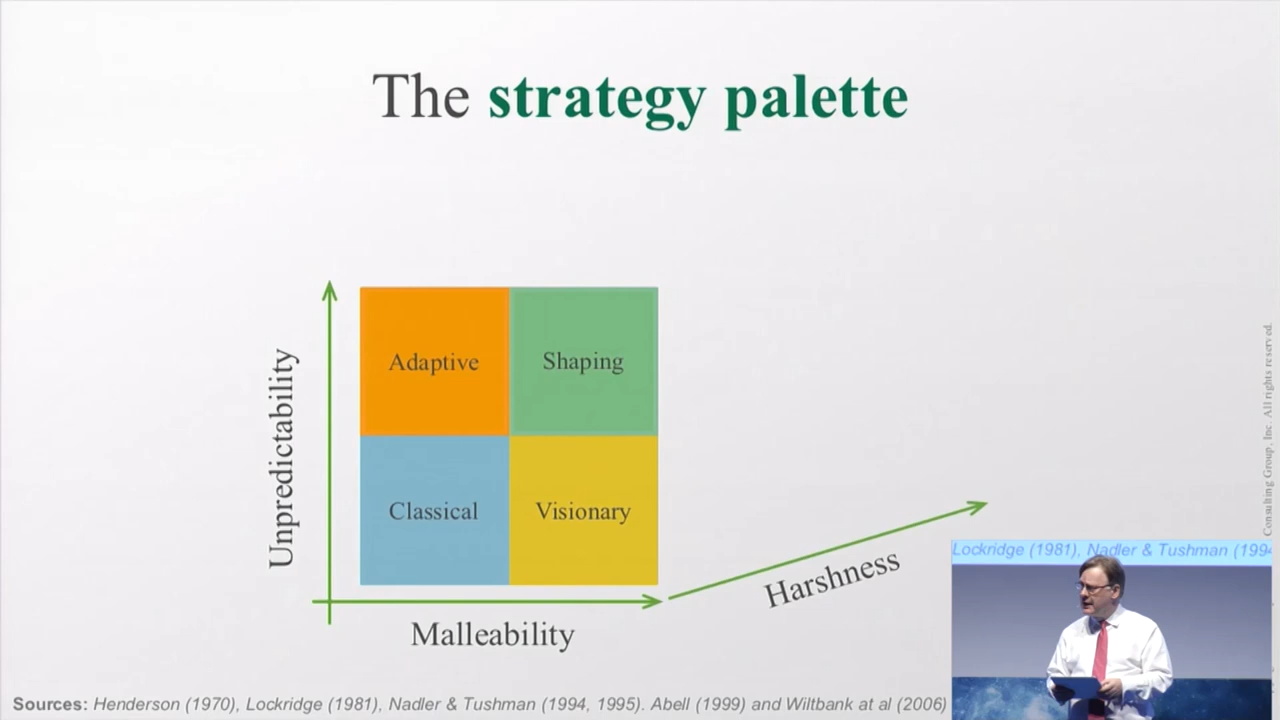 The strategy palette
Unpredictability
Adaptive
Shaping
Classical
Visionary
Harshness
Malleability
Consulting Group, Inc. All rights reserved.
Lockridge (1981), Nadler & Tushman (1994
Sources: Henderson (1970), Lockridge (1981), Nadler & Tushman (1994, 1995). Abell (1999) and Wiltbank at al (2006)